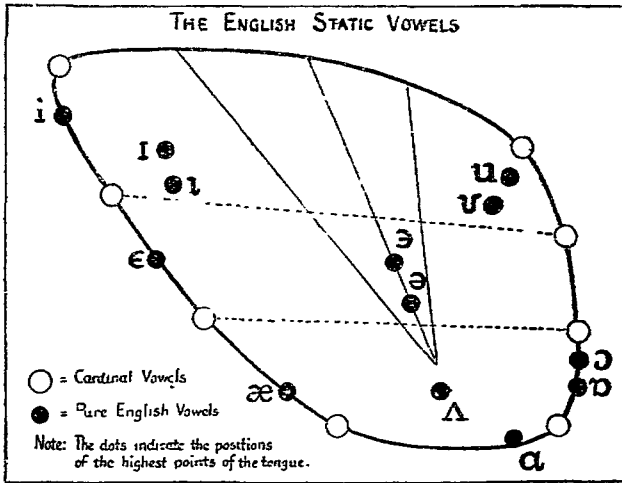 THE ENGLISH STATIC VOWELS
i
I
ɩ
u
ʊ
ɜ
ə
ϵ
ɔ
ɒ
æ
Λ
ɑ
= Cardinal Vowels
= Pure English Vowels
Note: The dots indicate the positions
of the highest points of the tongue.